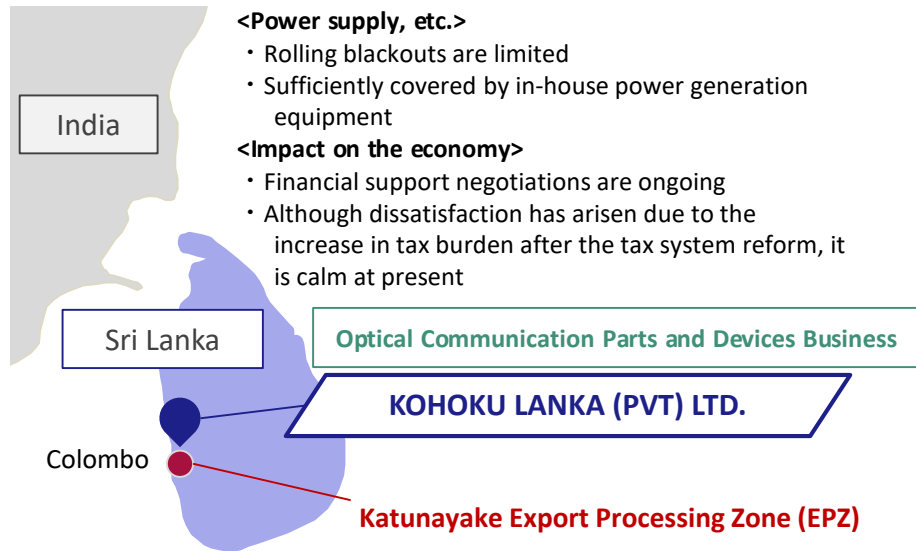 <Power supply, etc.>
・Rolling blackouts are limited
・Sufficiently covered by in-house power generation
equipment
<Impact on the economy>
・Financial support negotiations are ongoing
・Although dissatisfaction has arisen due to the
increase in tax burden after the tax system reform, it
is calm at present
India
Sri Lanka
Optical Communication Parts and Devices Business
KOHOKU LANKA (PVT) LTD.
Colombo
Katunayake Export Processing Zone (EPZ)